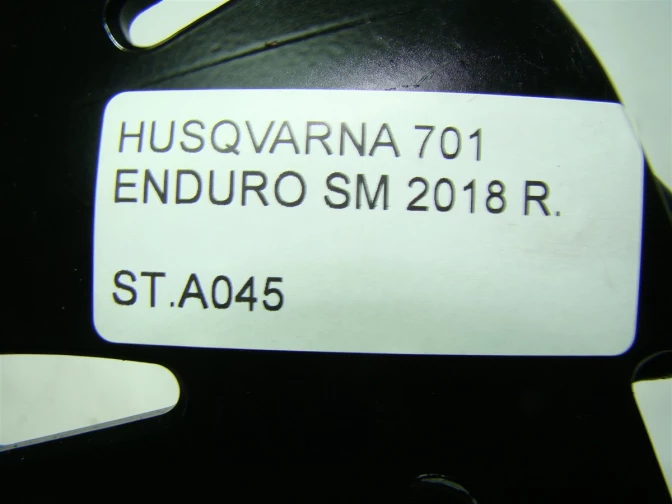 HUSQVARNA 701
ENDURO SM 2018 R.
ST.A045